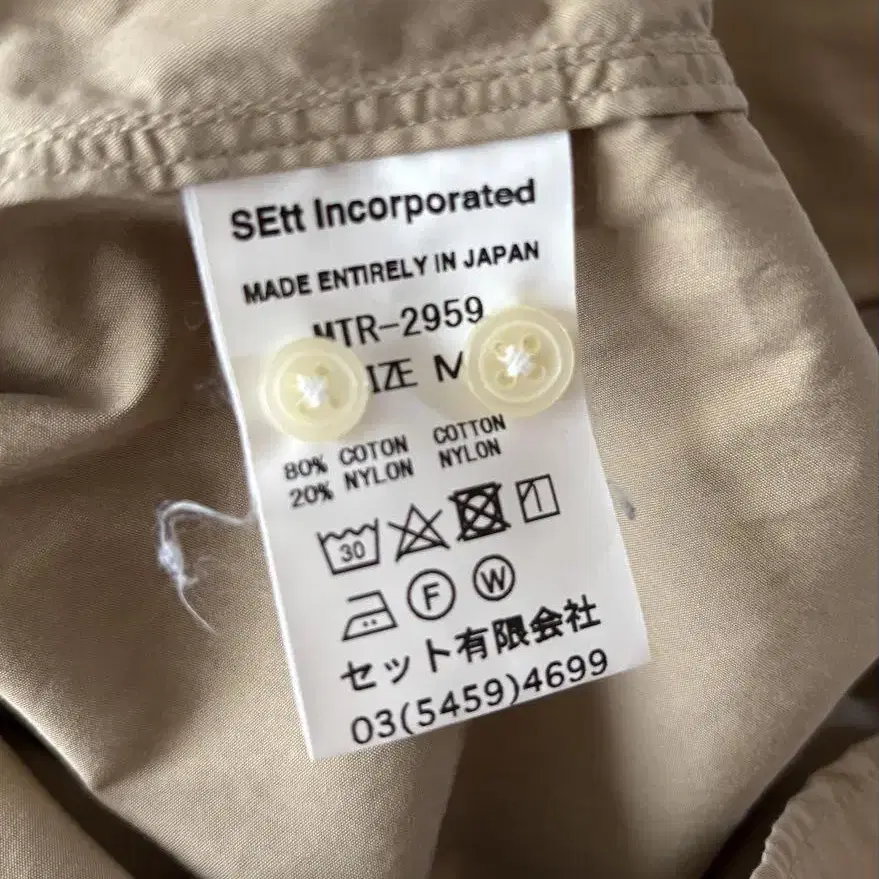 SEtt Incorporated
MADE ENTIRELY IN JAPAN
MTR-2959
IZE M
80% COTON COTTON
20% NYLON NYLON
30
F W
セット有限会社
03(5459)4699